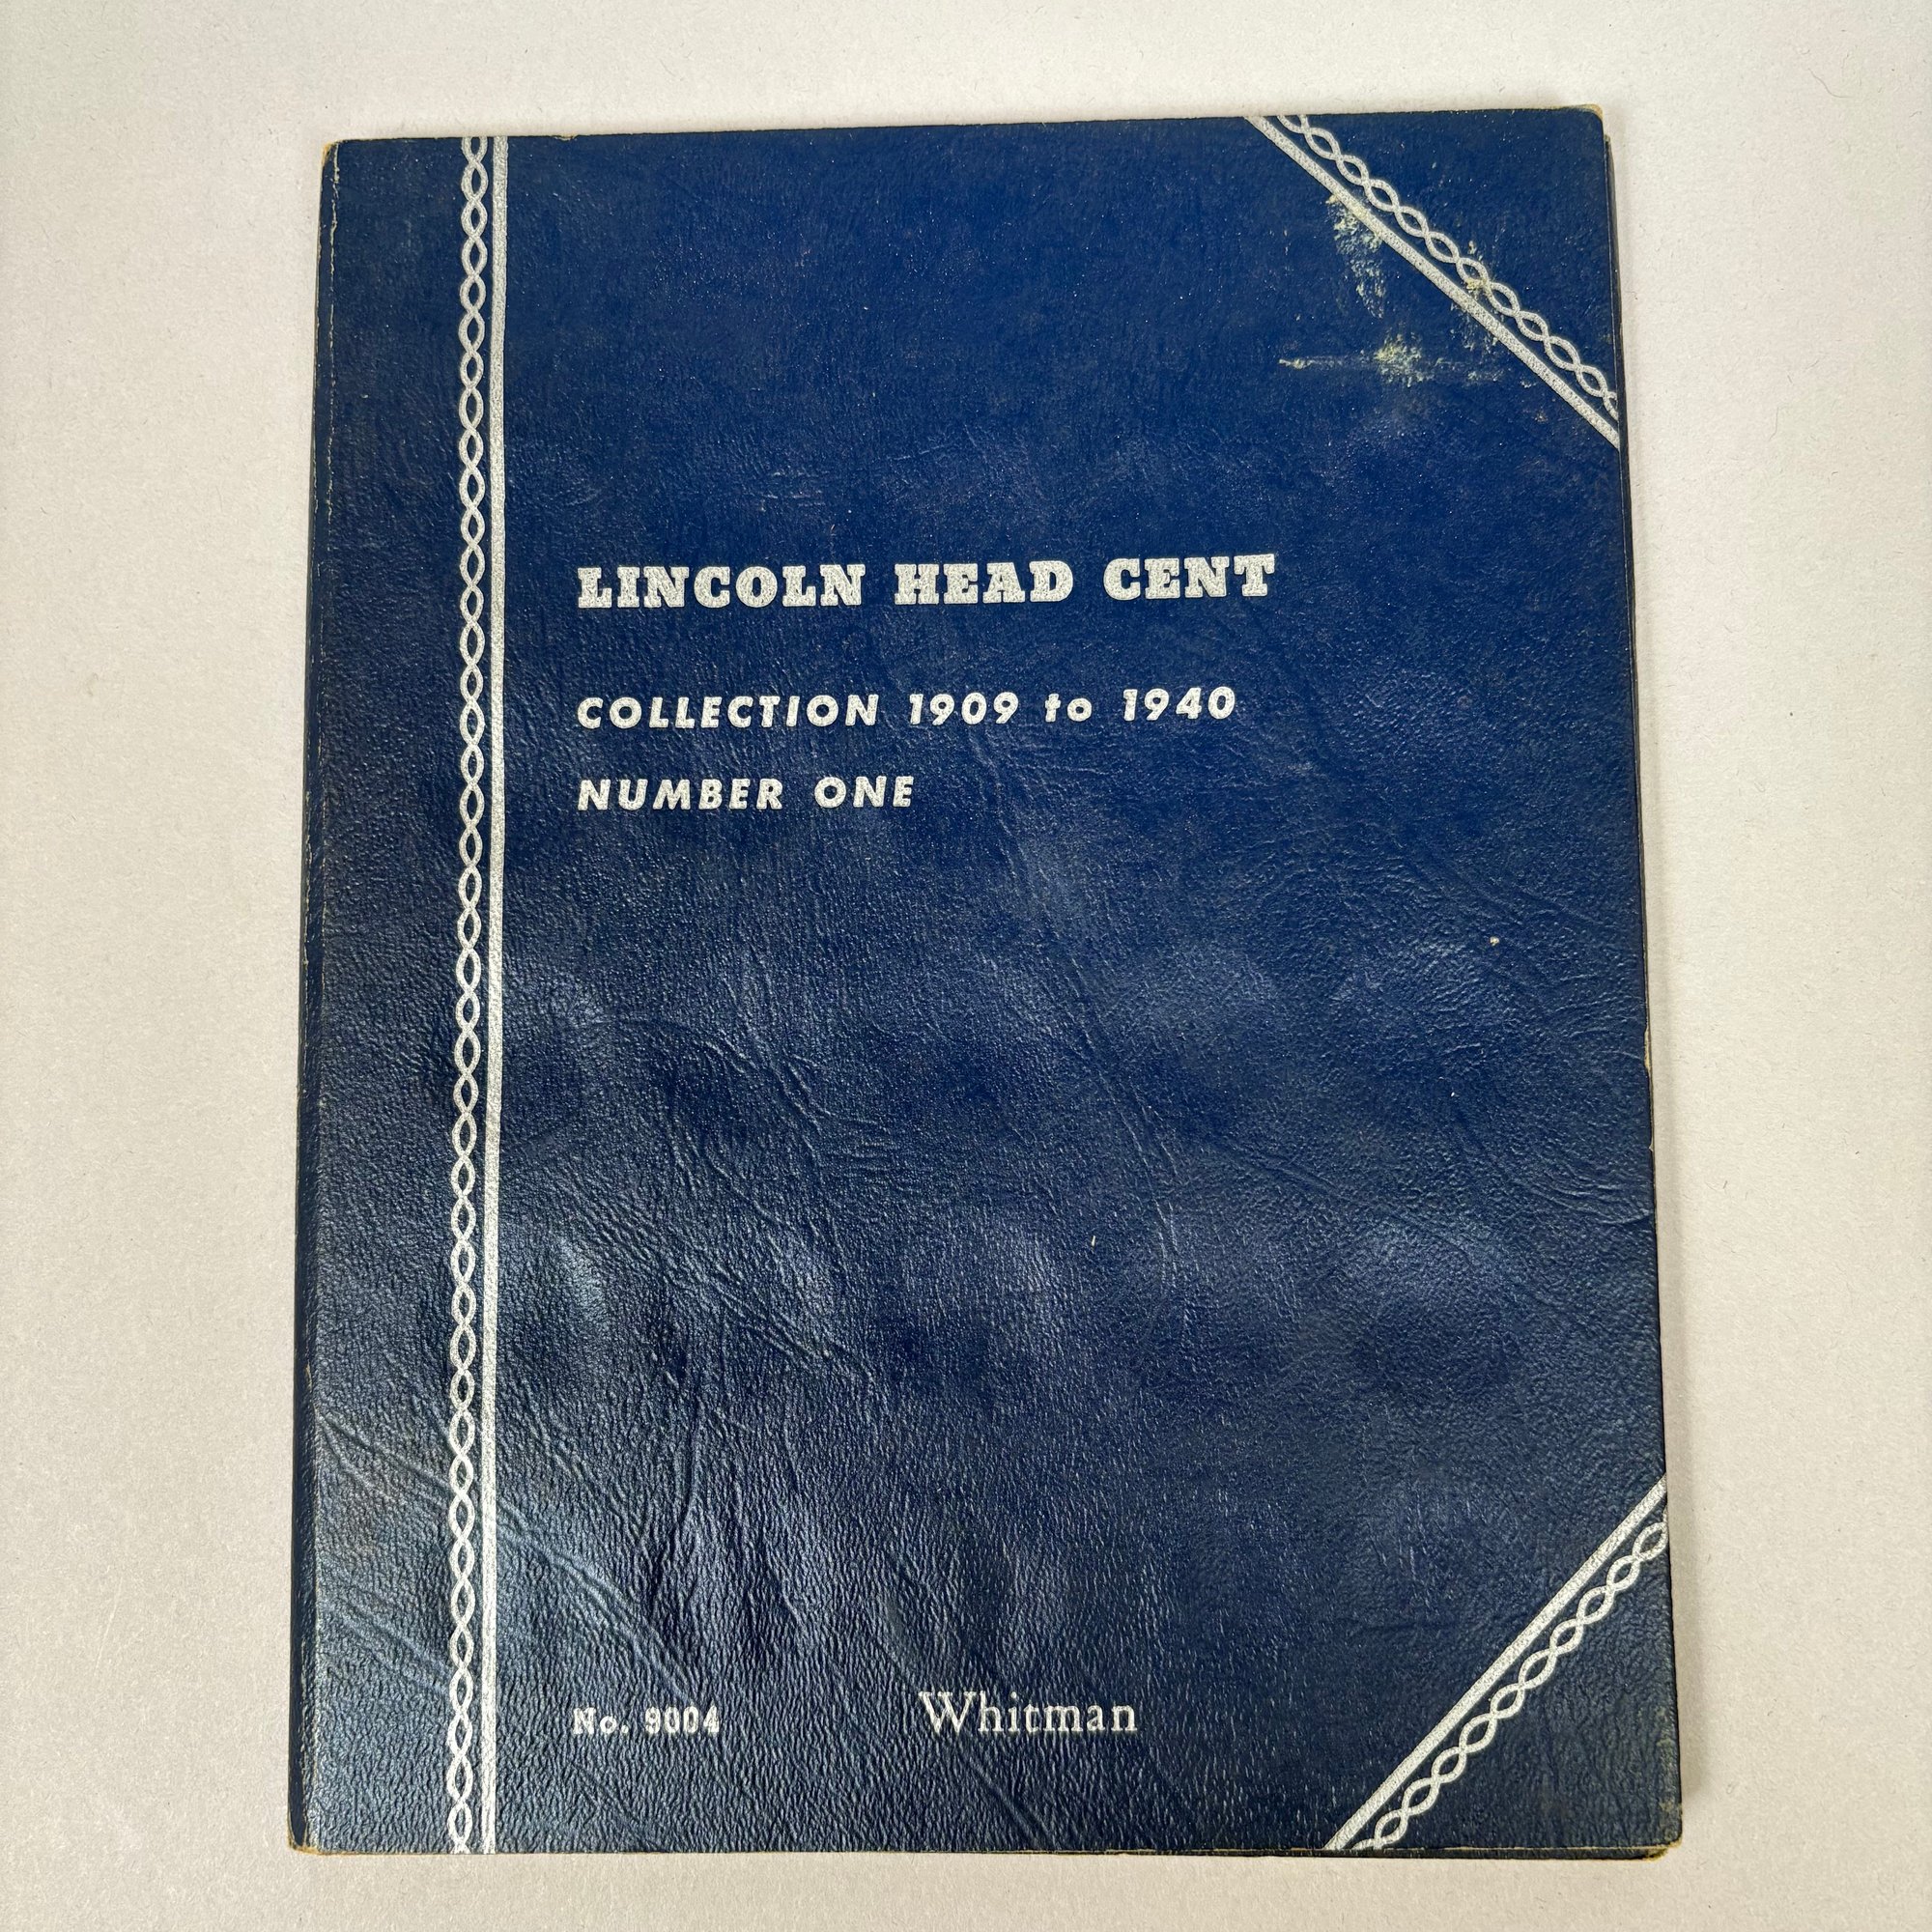 LINCOLN HEAD CENT
COLLECTION 1909 to 1940
NUMBER ONE
No. 9004 Whitman